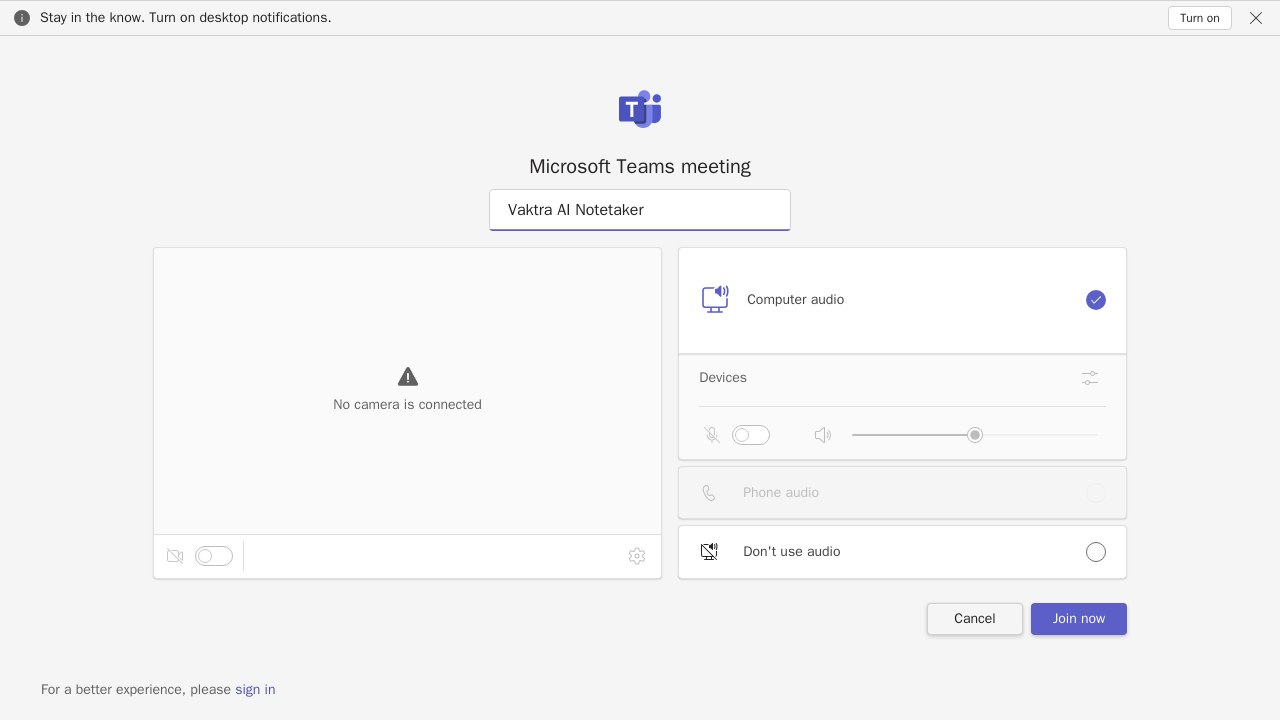 Stay in the know. Turn on desktop notifications.
Turn on
T
Microsoft Teams meeting
Vaktra AI Notetaker
No camera is connected
Computer audio
Devices
Phone audio
Don't use audio
Cancel
Join now
For a better experience, please sign in